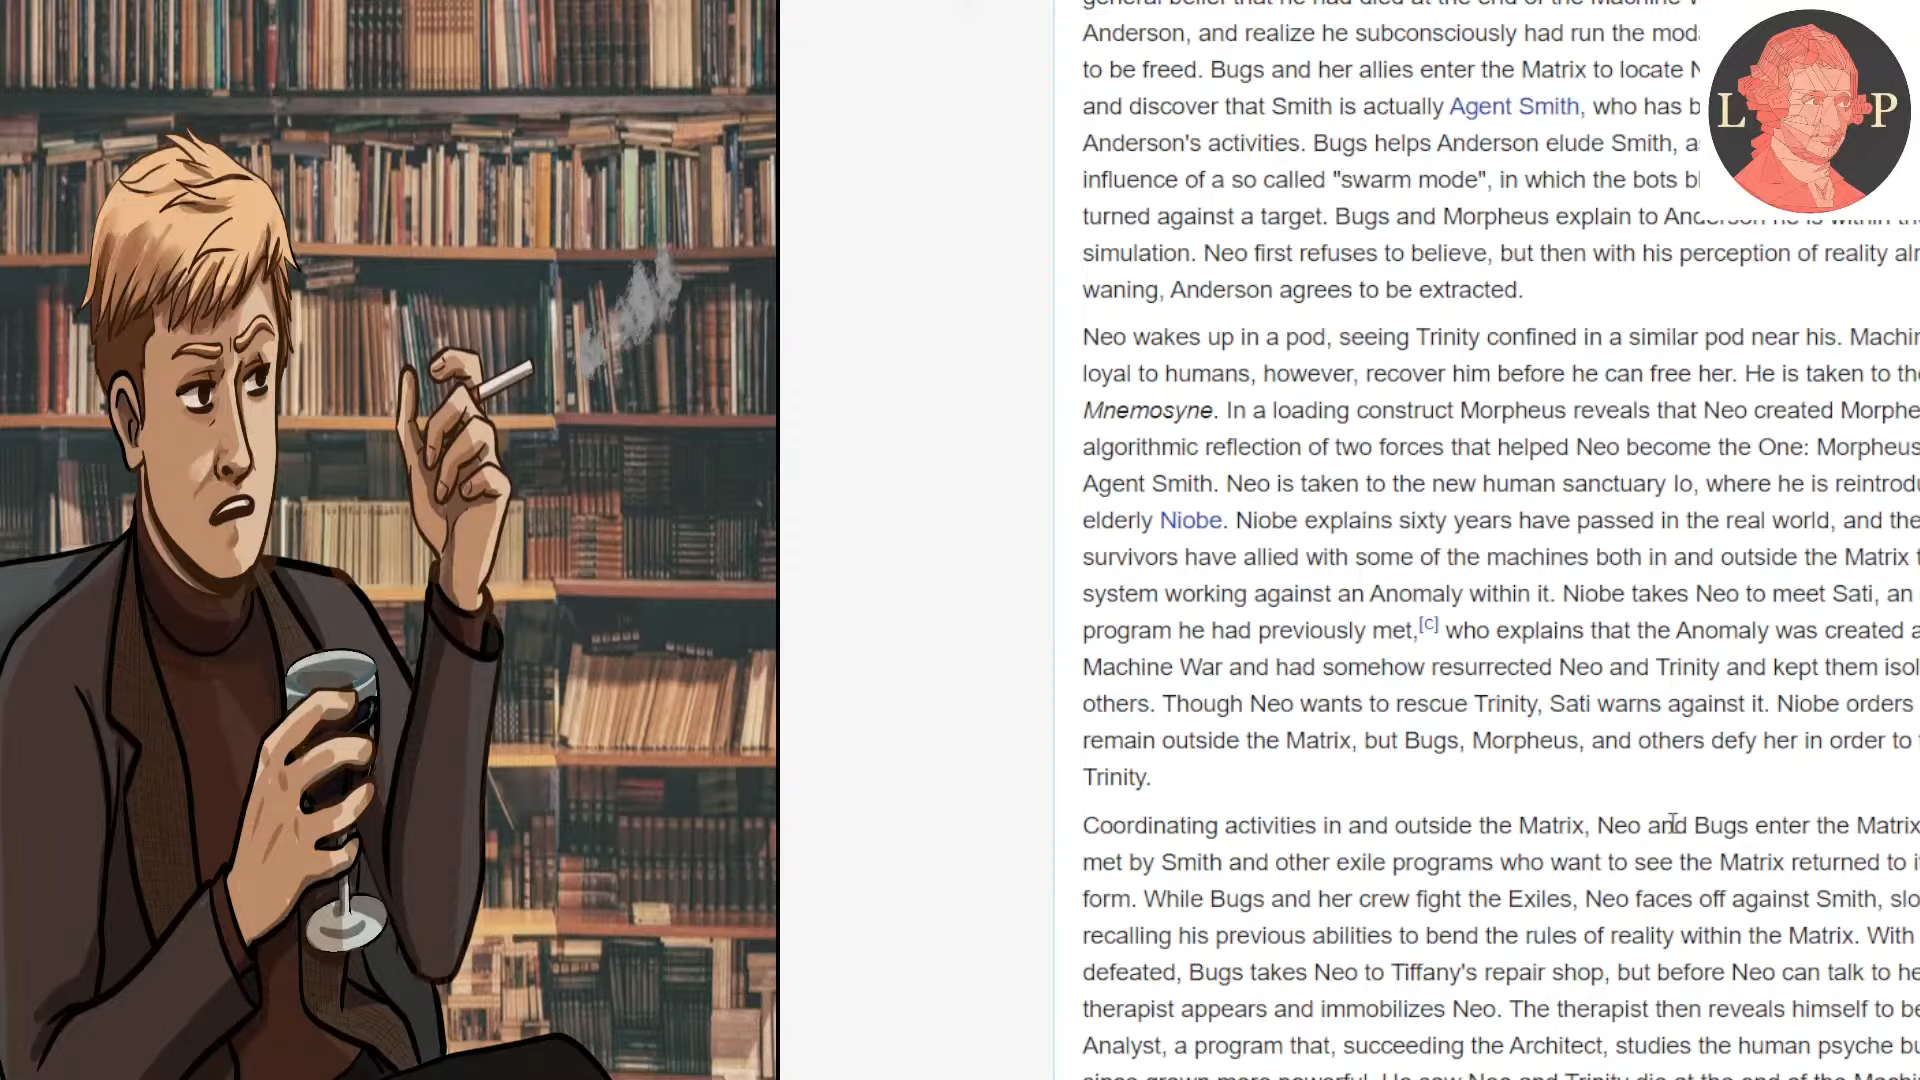 general belief that he had died at the end of the Machine
Anderson, and realize he subconsciously had run the
to be freed. Bugs and her allies enter the Matrix to locate
and discover that Smith is actually Agent Smith, who has
Anderson's activities. Bugs helps Anderson elude Smith,
influence of a so called "swarm mode", in which the bots
turned against a target. Bugs and Morpheus explain to
simulation. Neo first refuses to believe, but then with his perception of reality
waning, Anderson agrees to be extracted.
Neo wakes up in a pod, seeing Trinity confined in a similar pod near his.
loyal to humans, however, recover him before he can free her. He is taken to
Mnemosyne. In a loading construct Morpheus reveals that Neo created
algorithmic reflection of two forces that helped Neo become the One: Morpheus
Agent Smith. Neo is taken to the new human sanctuary Io, where he is
elderly Niobe. Niobe explains sixty years have passed in the real world, and
survivors have allied with some of the machines both in and outside the Matrix
system working against an Anomaly within it. Niobe takes Neo to meet Sati, an
program he had previously met,[c] who explains that the Anomaly was created
Machine War and had somehow resurrected Neo and Trinity and kept them
others. Though Neo wants to rescue Trinity, Sati warns against it. Niobe orders
remain outside the Matrix, but Bugs, Morpheus, and others defy her in order to
Trinity.
Coordinating activities in and outside the Matrix, Neo and Bugs enter the Matrix
met by Smith and other exile programs who want to see the Matrix returned to
form. While Bugs and her crew fight the Exiles, Neo faces off against Smith,
recalling his previous abilities to bend the rules of reality within the Matrix. With
defeated, Bugs takes Neo to Tiffany's repair shop, but before Neo can talk to
therapist appears and immobilizes Neo. The therapist then reveals himself to
Analyst, a program that, succeeding the Architect, studies the human psyche
L P